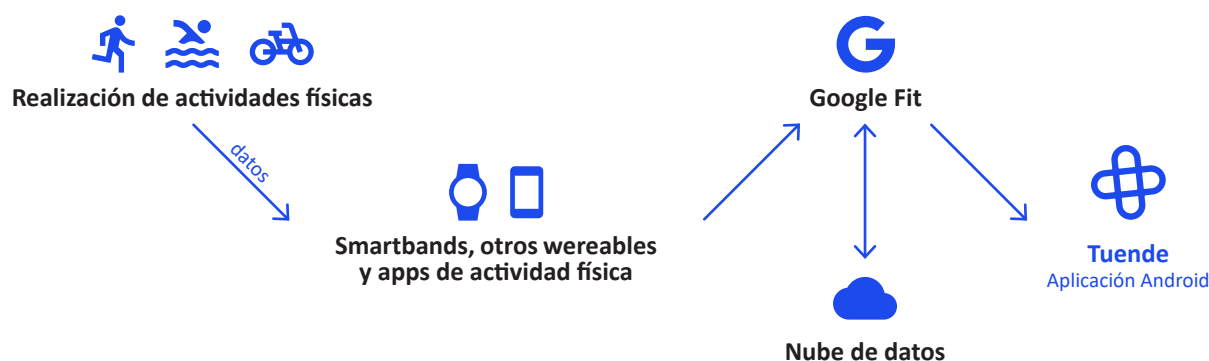 Realización de actividades físicas
datos
Smartbands, otros wereables
y apps de actividad física
Google Fit
Nube de datos
Tuende
Aplicación Android